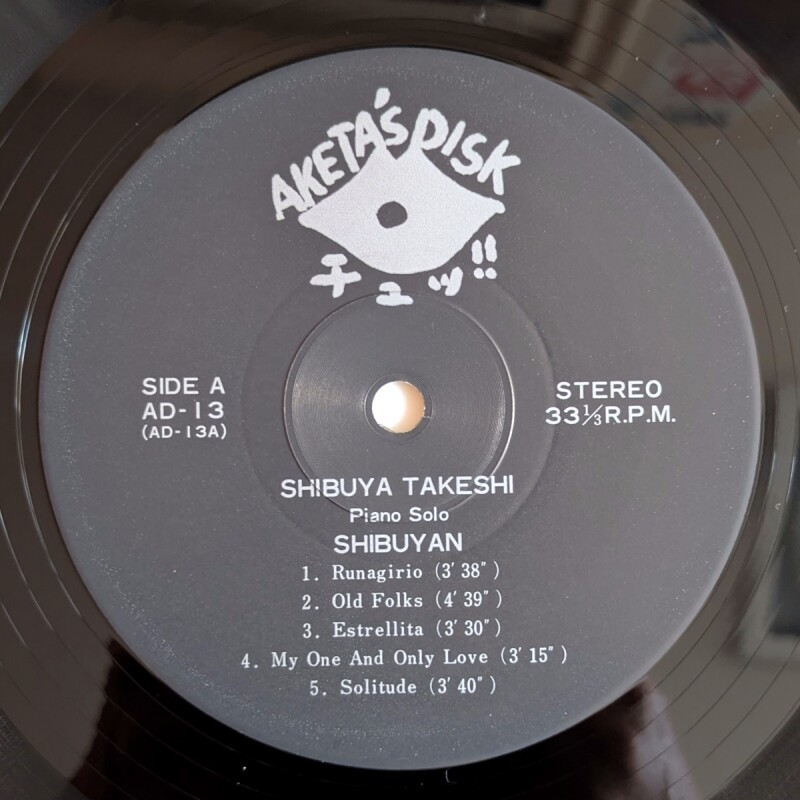 AKETA'S DISK
チュッ!!
SIDE A
AD-13
(AD-13A)
STEREO
33⅓R.P.M.
SHIBUYA TAKESHI
Piano Solo
SHIBUYAN
1. Runagirio (3′38″)
2. Old Folks (4′39″)
3. Estrellita (3′30″)
4. My One And Only Love (3′15″)
5. Solitude (3′40″)